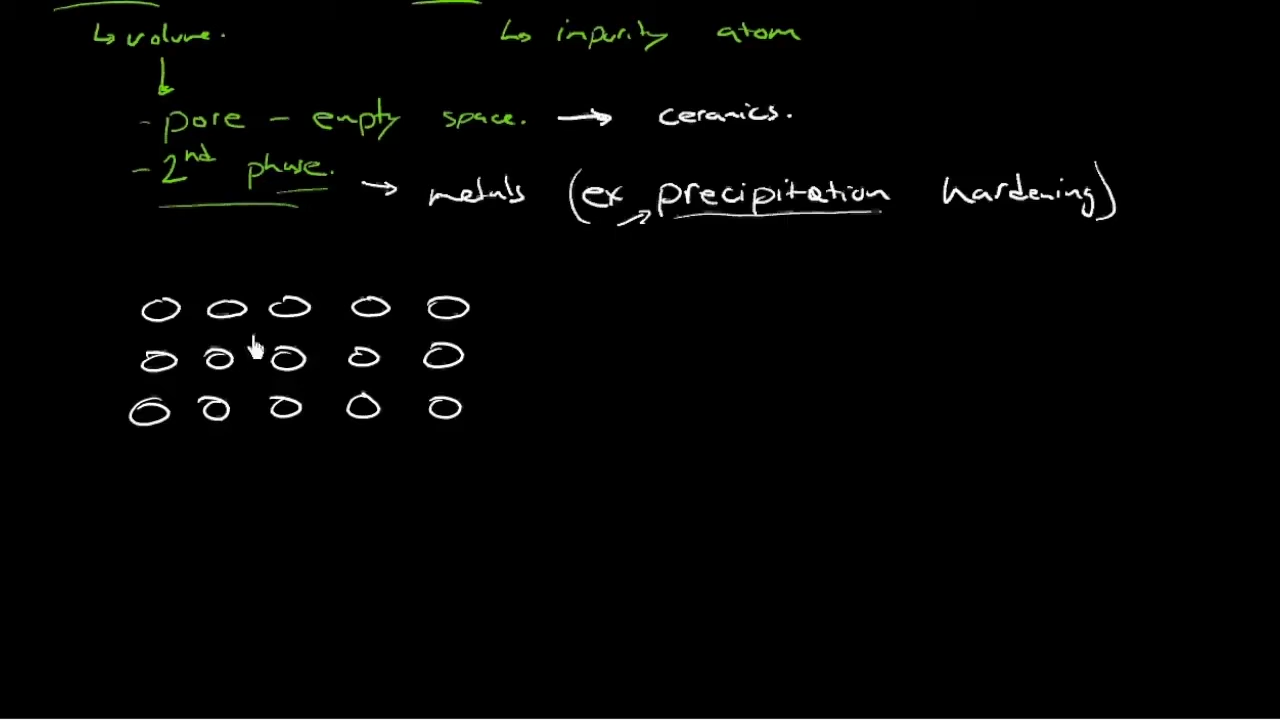 ↳ volume. ↳ impurity atom
- pore - empty space. → ceramics.
- 2nd phase. → metals (ex precipitation hardening)